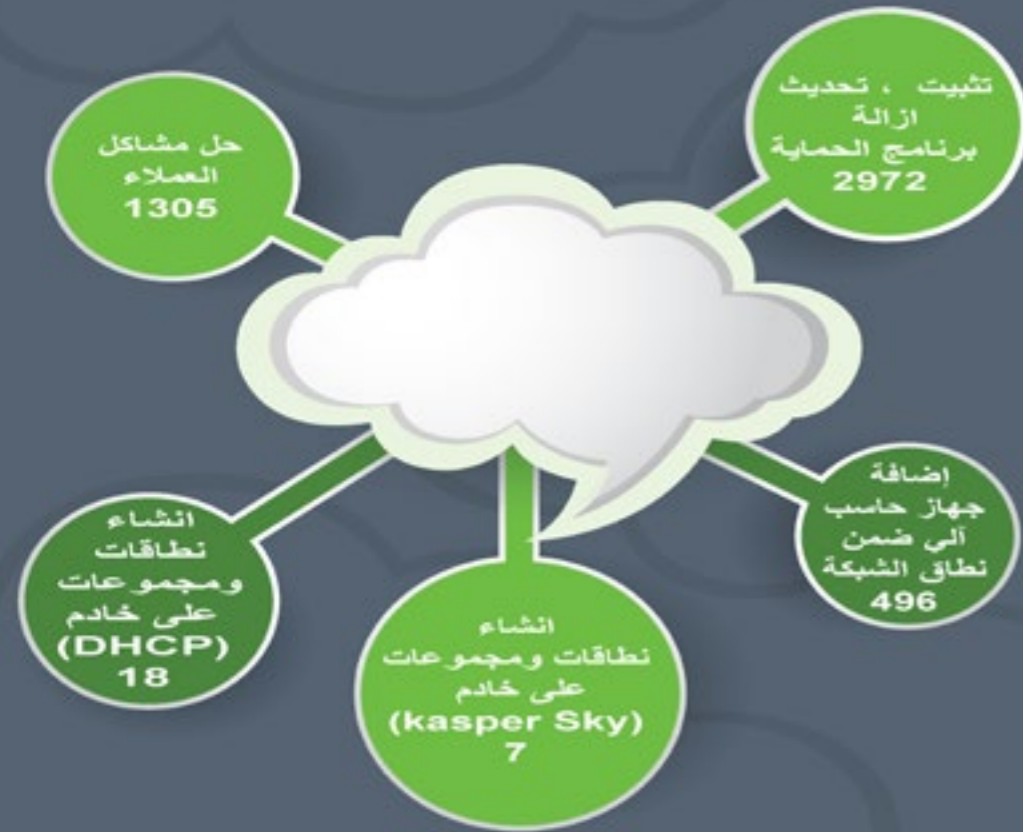 تثبيت ، تحديث
ازالة
برنامج الحماية
2972
حل مشاكل
العملاء
1305
إضافة
جهاز حاسب
آلي ضمن
نطاق الشبكة
496
انشاء
نطاقات ومجموعات
على خادم
(kasper Sky)
7
انشاء
نطاقات
ومجموعات
على خادم
(DHCP)
18